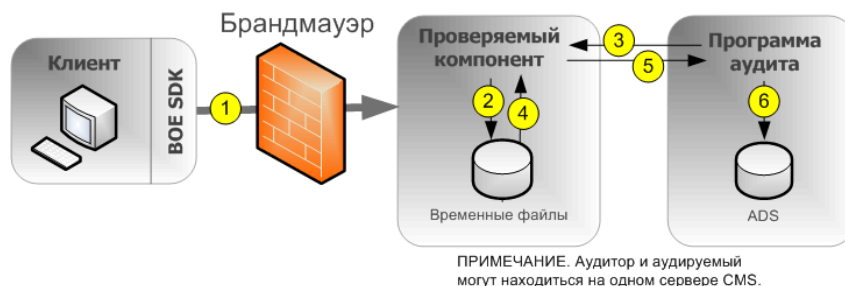 Брандмауэр
Клиент
BOE SDK
1
Проверяемый
компонент
2
4
Временные файлы
3
5
Программа
аудита
6
ADS
ПРИМЕЧАНИЕ. Аудитор и аудируемый
могут находиться на одном сервере CMS.